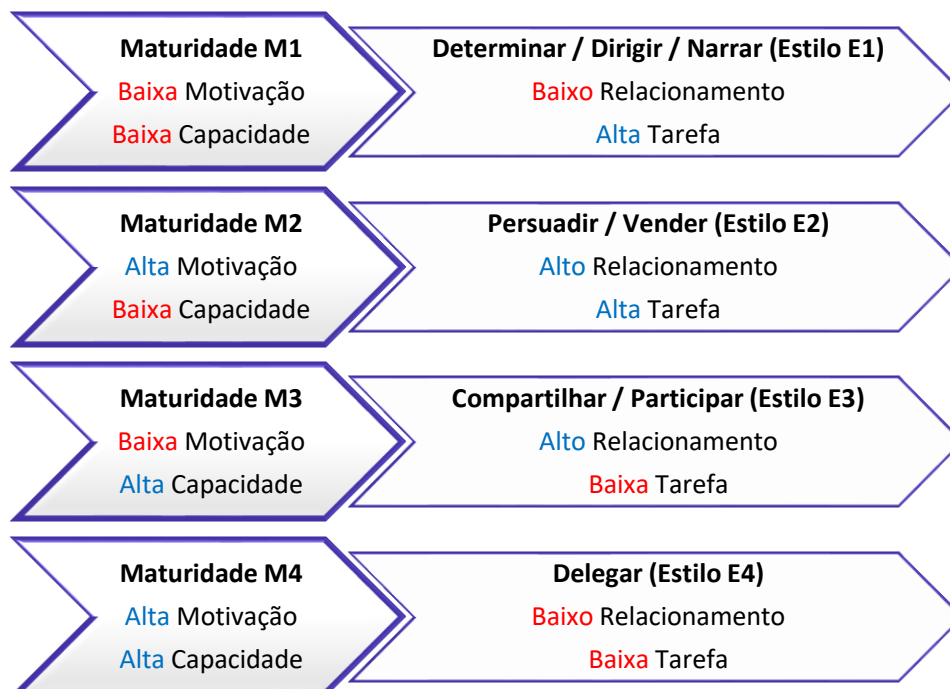 Maturidade M1
Baixa Motivação
Baixa Capacidade
Determinar / Dirigir / Narrar (Estilo E1)
Baixo Relacionamento
Alta Tarefa
Maturidade M2
Alta Motivação
Baixa Capacidade
Persuadir / Vender (Estilo E2)
Alto Relacionamento
Alta Tarefa
Maturidade M3
Baixa Motivação
Alta Capacidade
Compartilhar / Participar (Estilo E3)
Alto Relacionamento
Baixa Tarefa
Maturidade M4
Alta Motivação
Alta Capacidade
Delegar (Estilo E4)
Baixo Relacionamento
Baixa Tarefa